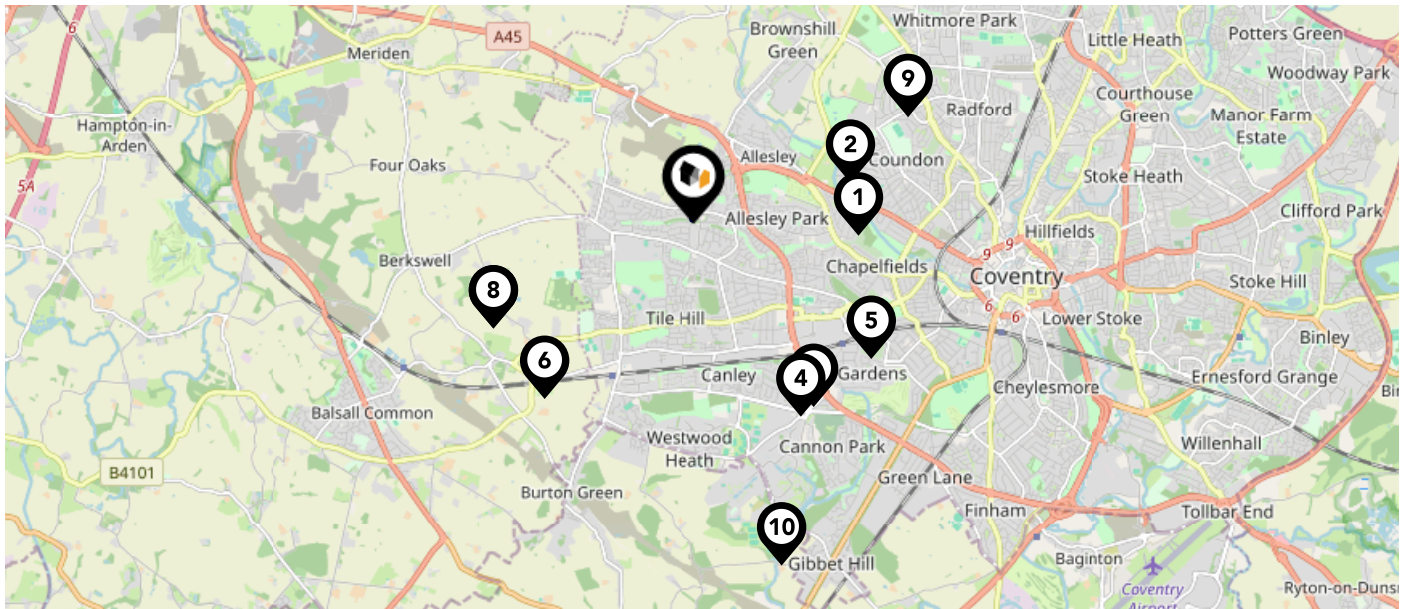 6
Whitmore Park
Brownshill
Green
Little Heath
Potters Green
A45
Meriden
Woodway Park
9
Radford
Courthouse
Green
Manor Farm
Estate
Hampton-in-
Arden
Four Oaks
Allesley
2
Coundon
Stoke Heath
5A
1
Allesley Park
Clifford Park
Hillfields
9
9
Berkswell
Chapelfields
Coventry
Stoke Hill
8
6
6
Tile Hill
5
Lower Stoke
Binley
6
4
Canley
Gardens
Cheylesmore
Ernesford Grange
Bin
Balsall Common
Westwood
Heath
Cannon Park
Willenhall
B4101
Green Lane
Burton Green
Finham
Tollbar End
10
Gibbet Hill
Baginton
Coventry
Airport
Ryton-on-Duns